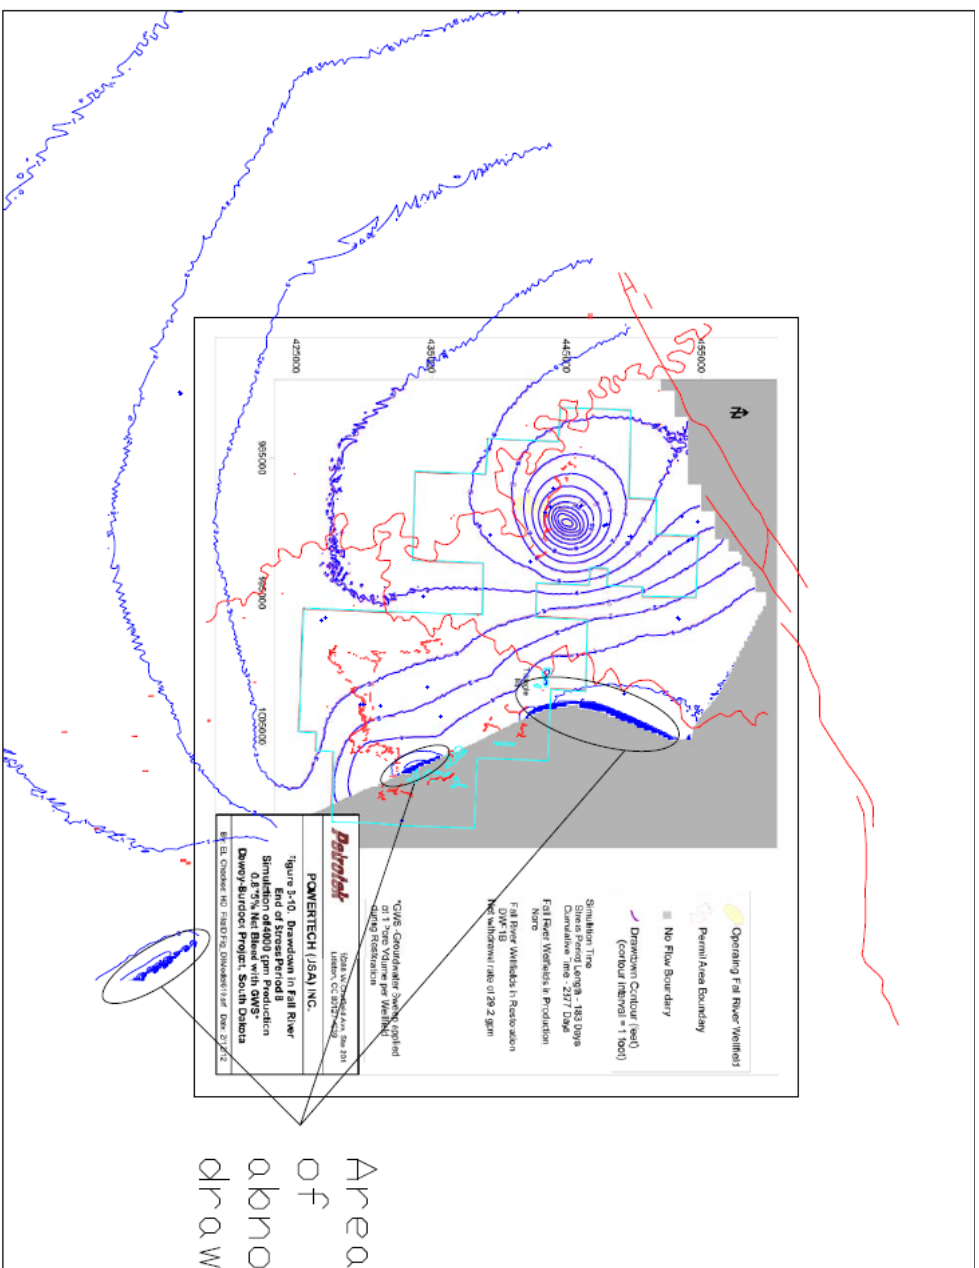 Area
of
abno
draw
Operating Fall River Wellfield
Permit Area Boundary
No Flow Boundary
Drawdown Contour (feet)
(contour interval = 1 foot)
Simulation Time
Stress Period Length - 183 Days
Cumulative Time - 2377 Days
Fall River Wellfields in Production
None
Fall River Wellfields in Restoration
DWF-1B
Net withdrawal rate of 29.2 gpm
*GWS -Groundwater Sweep applied
at 1 Pore Volume per Wellfield
during Restoration
Petrotek
POWERTECH (USA) INC.
Figure 5-10. Drawdown in Fall River
End of Stress Period 8
Simulation of 4000 gpm Production
0.875% Net Bleed with GWS*
Dewey-Burdock Project, South Dakota
N
425000
435000
445000
455000
985000
995000
1005000